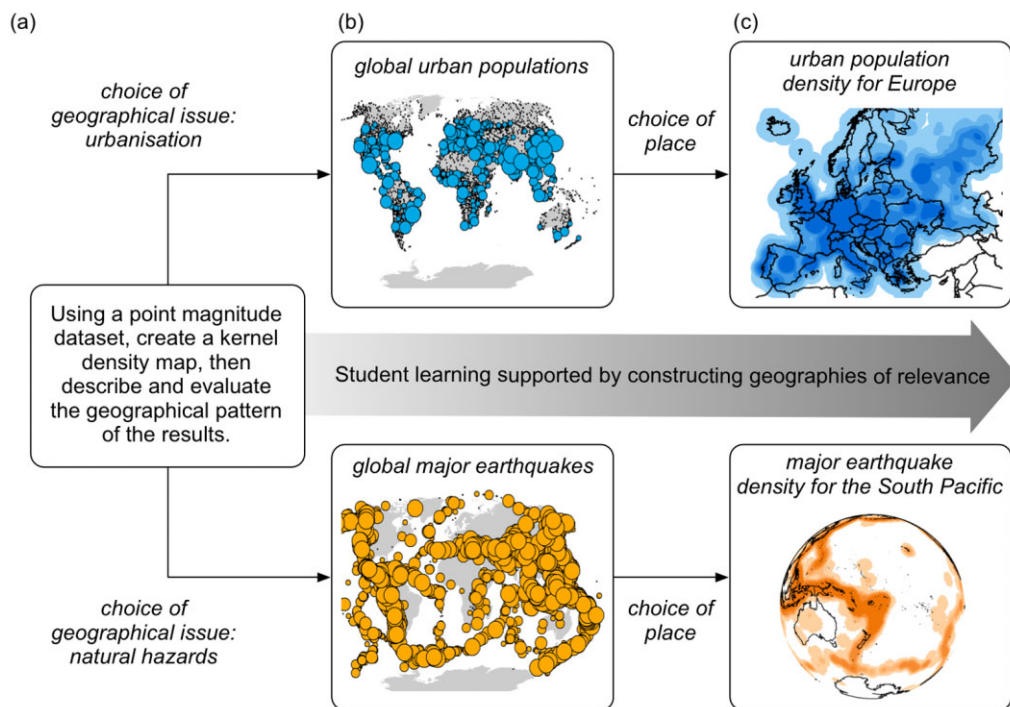 (a)
(b)
(c)
choice of
geographical issue:
urbanisation
global urban populations
choice of
place
urban population
density for Europe
Using a point magnitude
dataset, create a kernel
density map, then
describe and evaluate
the geographical pattern
of the results.
Student learning supported by constructing geographies of relevance
choice of
geographical issue:
natural hazards
global major earthquakes
choice of
place
major earthquake
density for the South Pacific